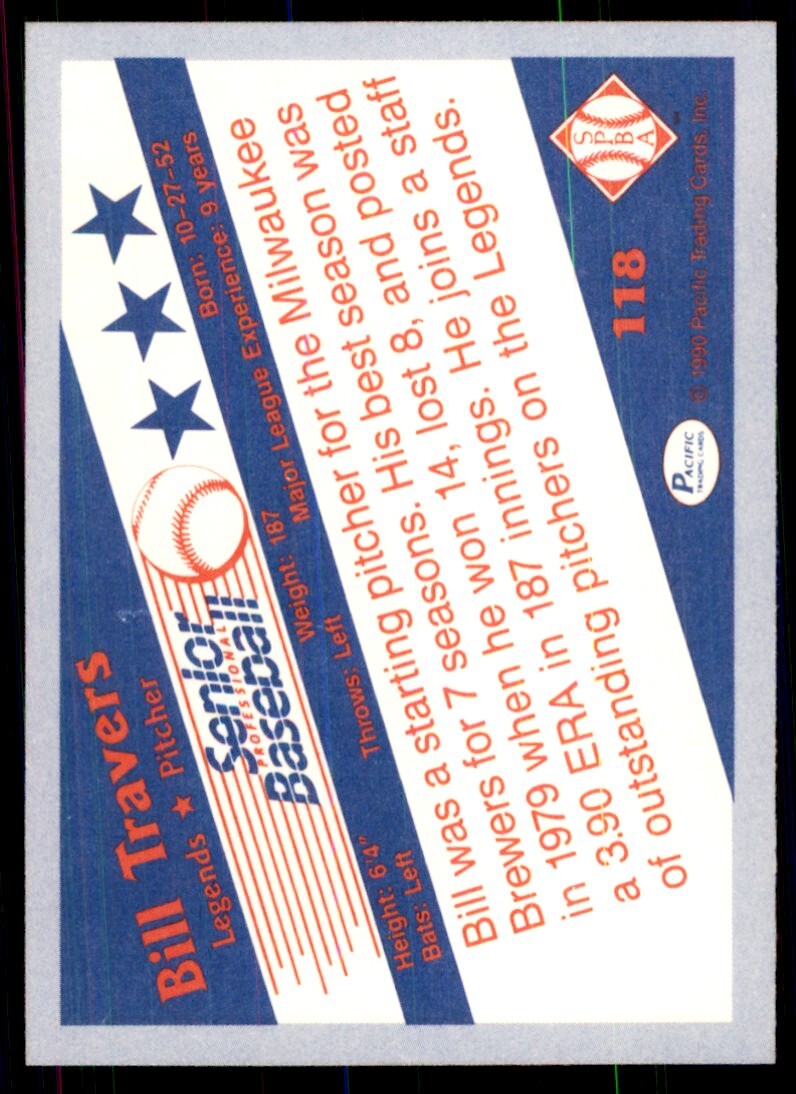 Bill Travers
Legends ★ Pitcher
Senior
PROFESSIONAL
Baseball
Height: 6'4" Weight: 187 Born: 10-27-52
Bats: Left Throws: Left Major League Experience: 9 years
Bill was a starting pitcher for the Milwaukee
Brewers for 7 seasons. His best season was
in 1979 when he won 14, lost 8, and posted
a 3.90 ERA in 187 innings. He joins a staff
of outstanding pitchers on the Legends.
118
SPBA
TM
PACIFIC
TRADING CARDS
© 1990 Pacific Trading Cards, Inc.